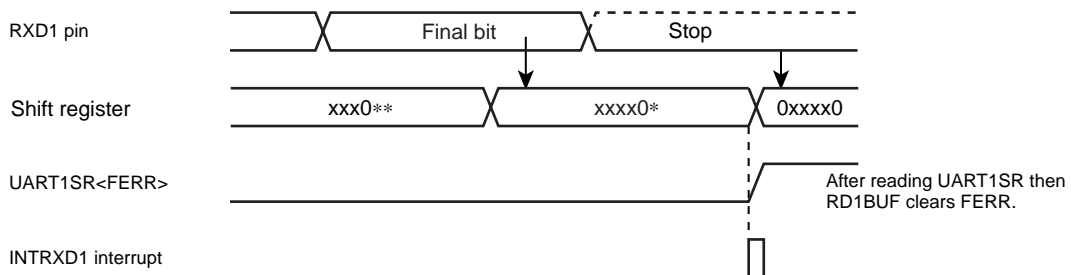 RXD1 pin
Final bit
Stop
Shift register
xxx0**
xxxx0*
0xxxx0
UART1SR<FERR>
After reading UART1SR then
RD1BUF clears FERR.
INTRXD1 interrupt